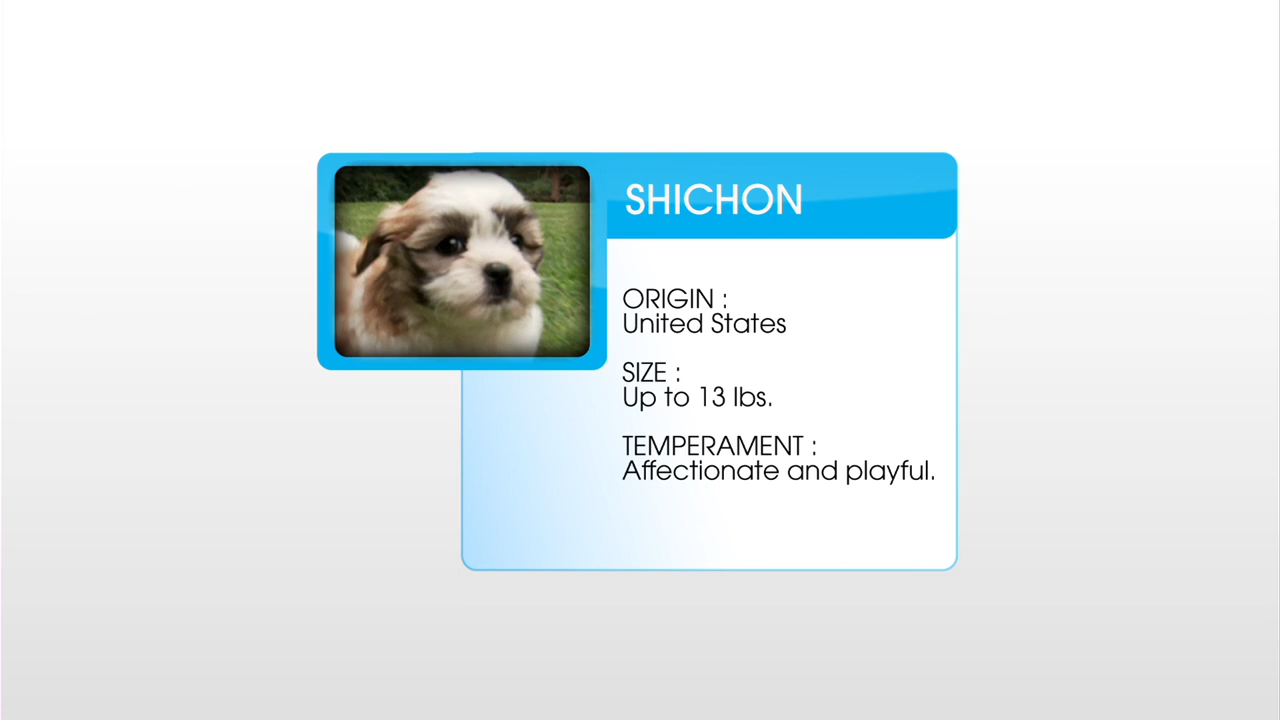 SHICHON
ORIGIN :
United States
SIZE :
Up to 13 lbs.
TEMPERAMENT :
Affectionate and playful.